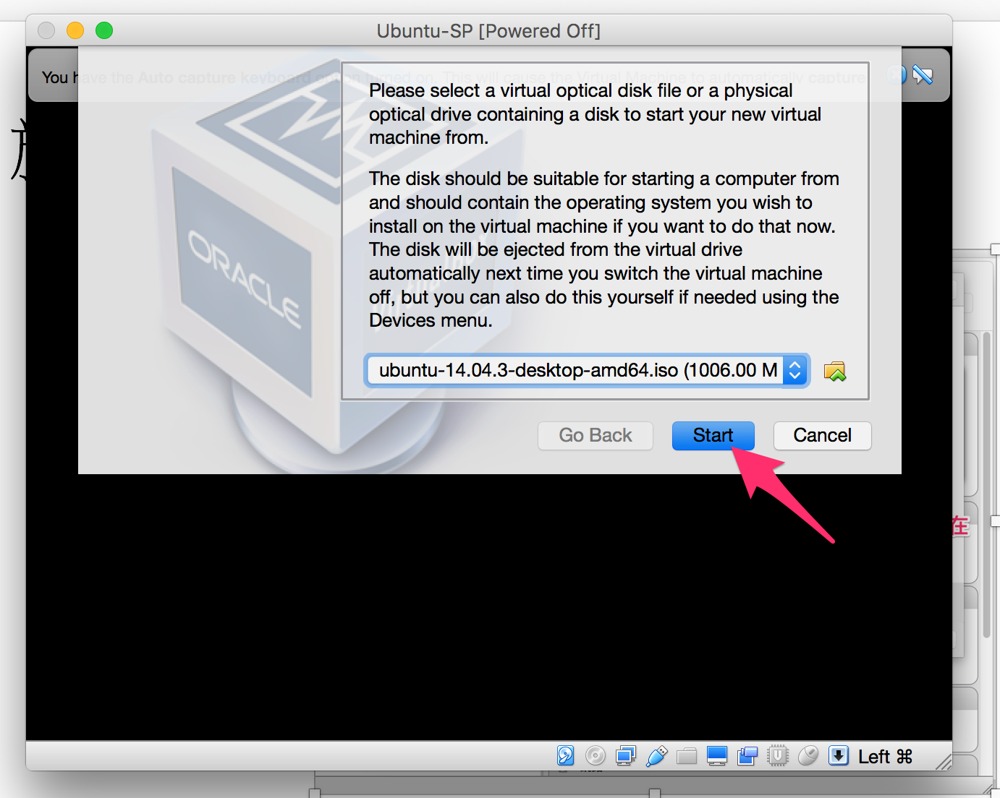 Ubuntu-SP [Powered Off]
You have the Auto capture keyboard option turned on. This will cause the Virtual Machine to automatically capture
Please select a virtual optical disk file or a physical
optical drive containing a disk to start your new virtual
machine from.
The disk should be suitable for starting a computer from
and should contain the operating system you wish to
install on the virtual machine if you want to do that now.
The disk will be ejected from the virtual drive
automatically next time you switch the virtual machine
off, but you can also do this yourself if needed using the
Devices menu.
ORACLE
ubuntu-14.04.3-desktop-amd64.iso (1006.00 M
Go Back
Start
Cancel
在
Left ⌘